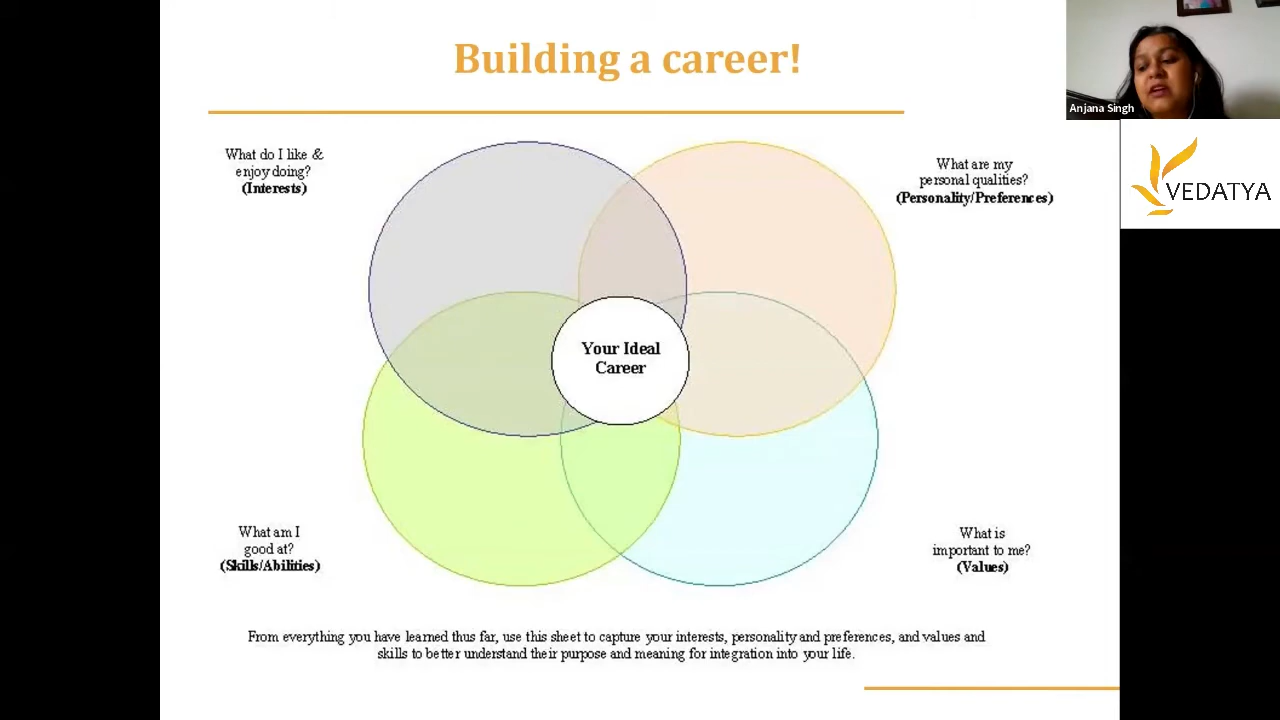 Building a career!
Anjana Singh
VEDATYA
What do I like &
enjoy doing?
(Interests)
What are my
personal qualities?
(Personality/Preferences)
Your Ideal
Career
What am I
good at?
(Skills/Abilities)
What is
important to me?
(Values)
From everything you have learned thus far, use this sheet to capture your interests, personality and preferences, and values and
skills to better understand their purpose and meaning for integration into your life.